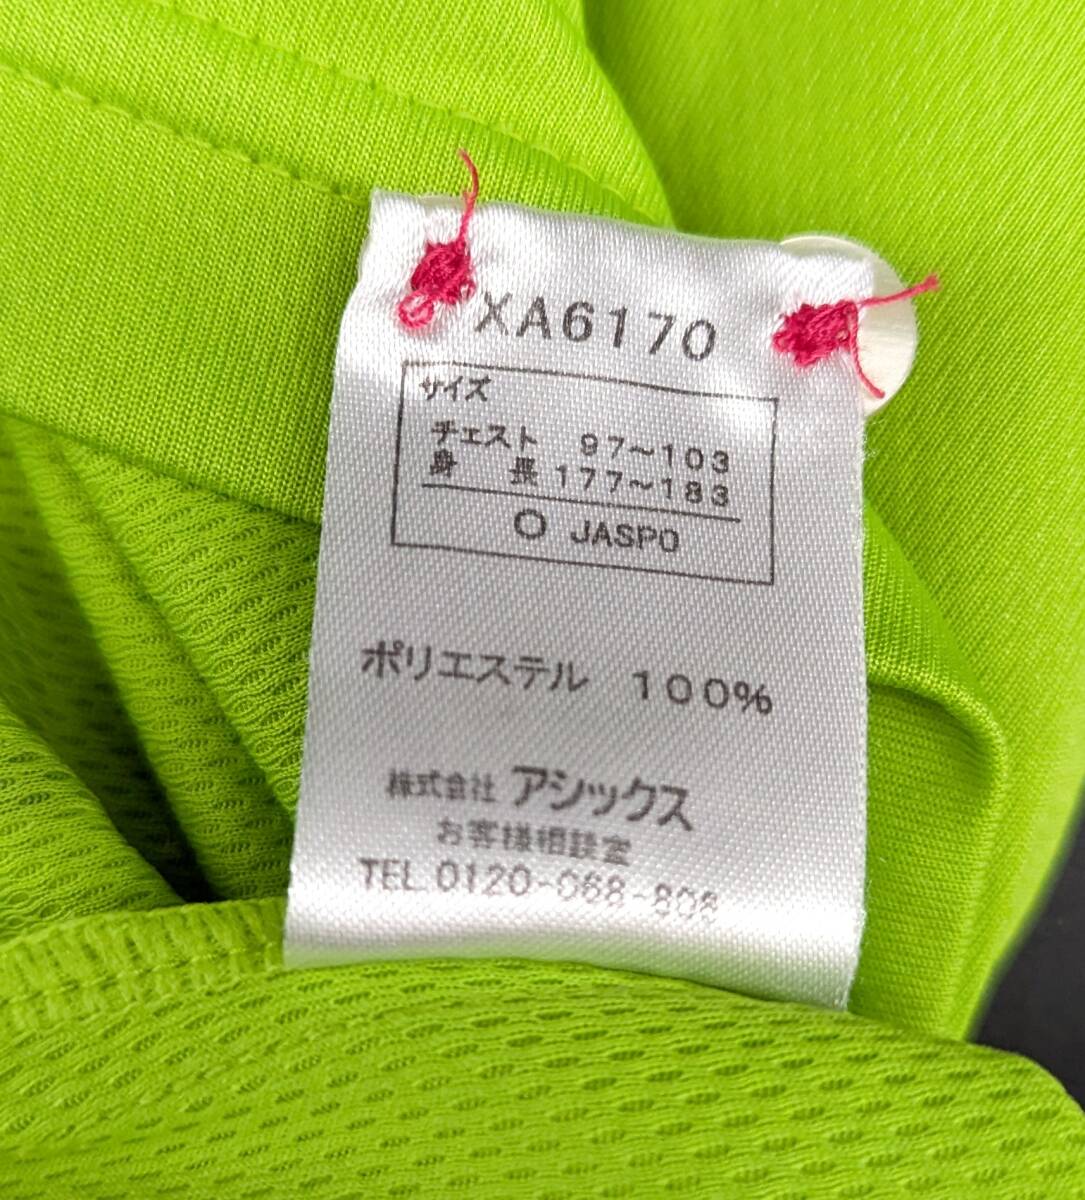 XA6170
サイズ
チェスト 97～103
身 長 177～183
O JASPO
ポリエステル 100%
株式会社 アシックス
お客様相談室
TEL 0120-068-806